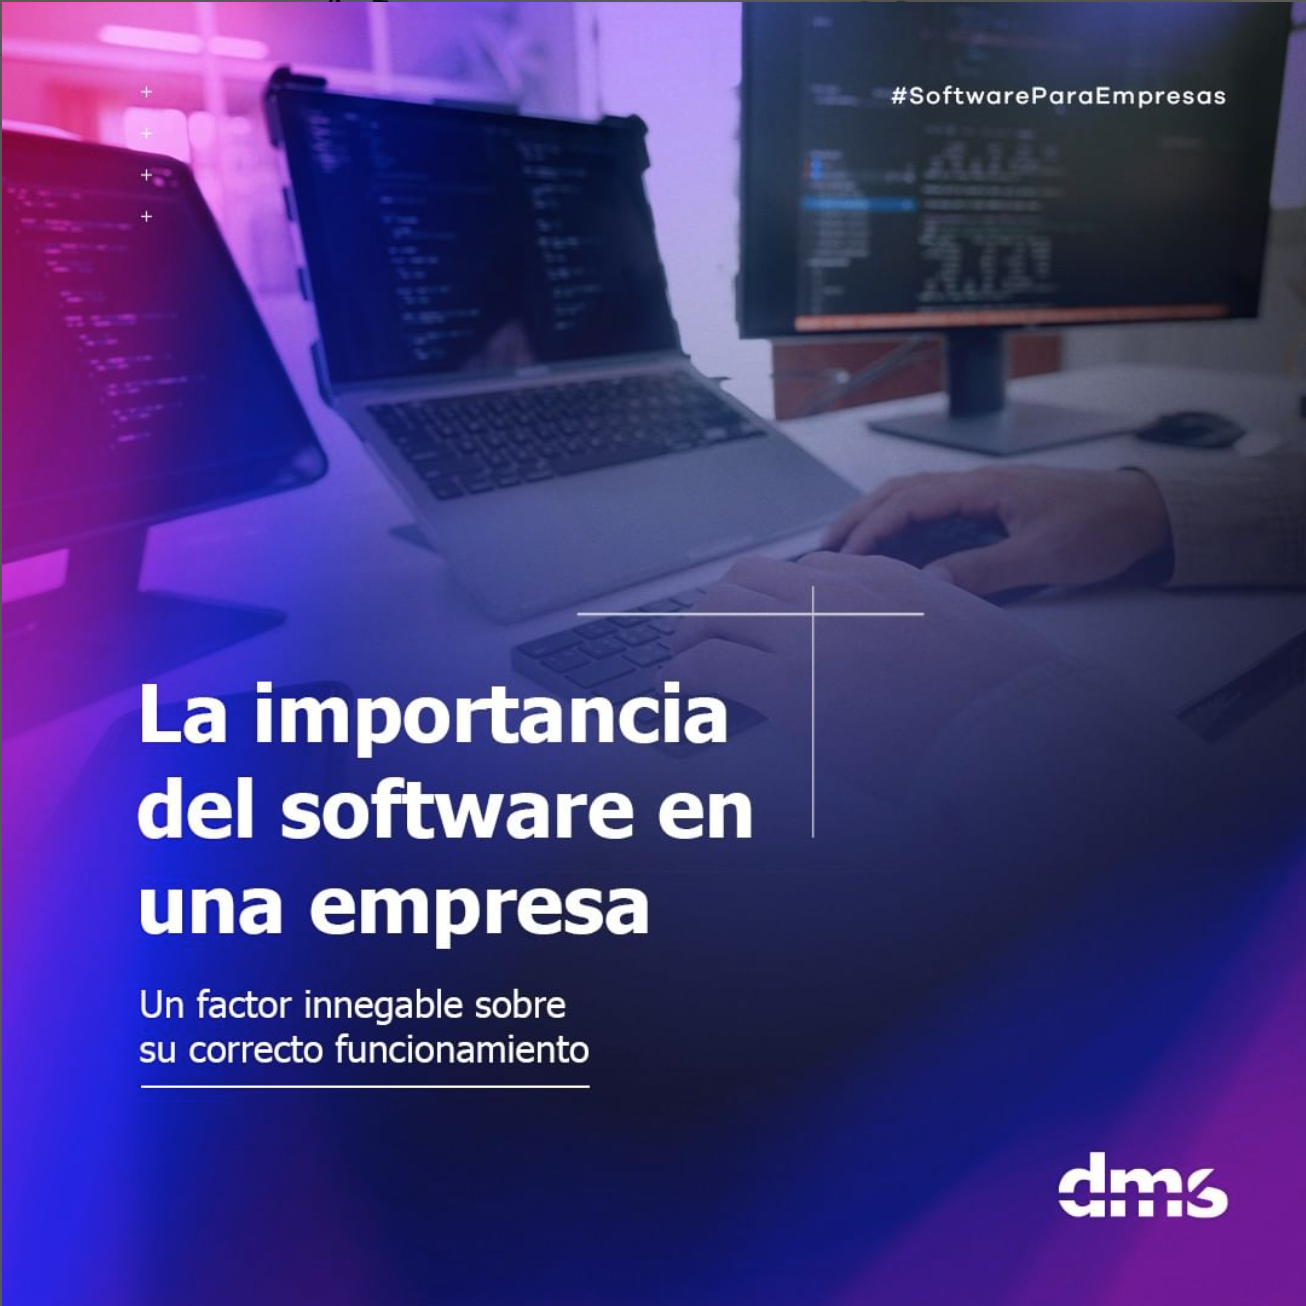 #SoftwareParaEmpresas
La importancia
del software en
una empresa
Un factor innegable sobre
su correcto funcionamiento
dms